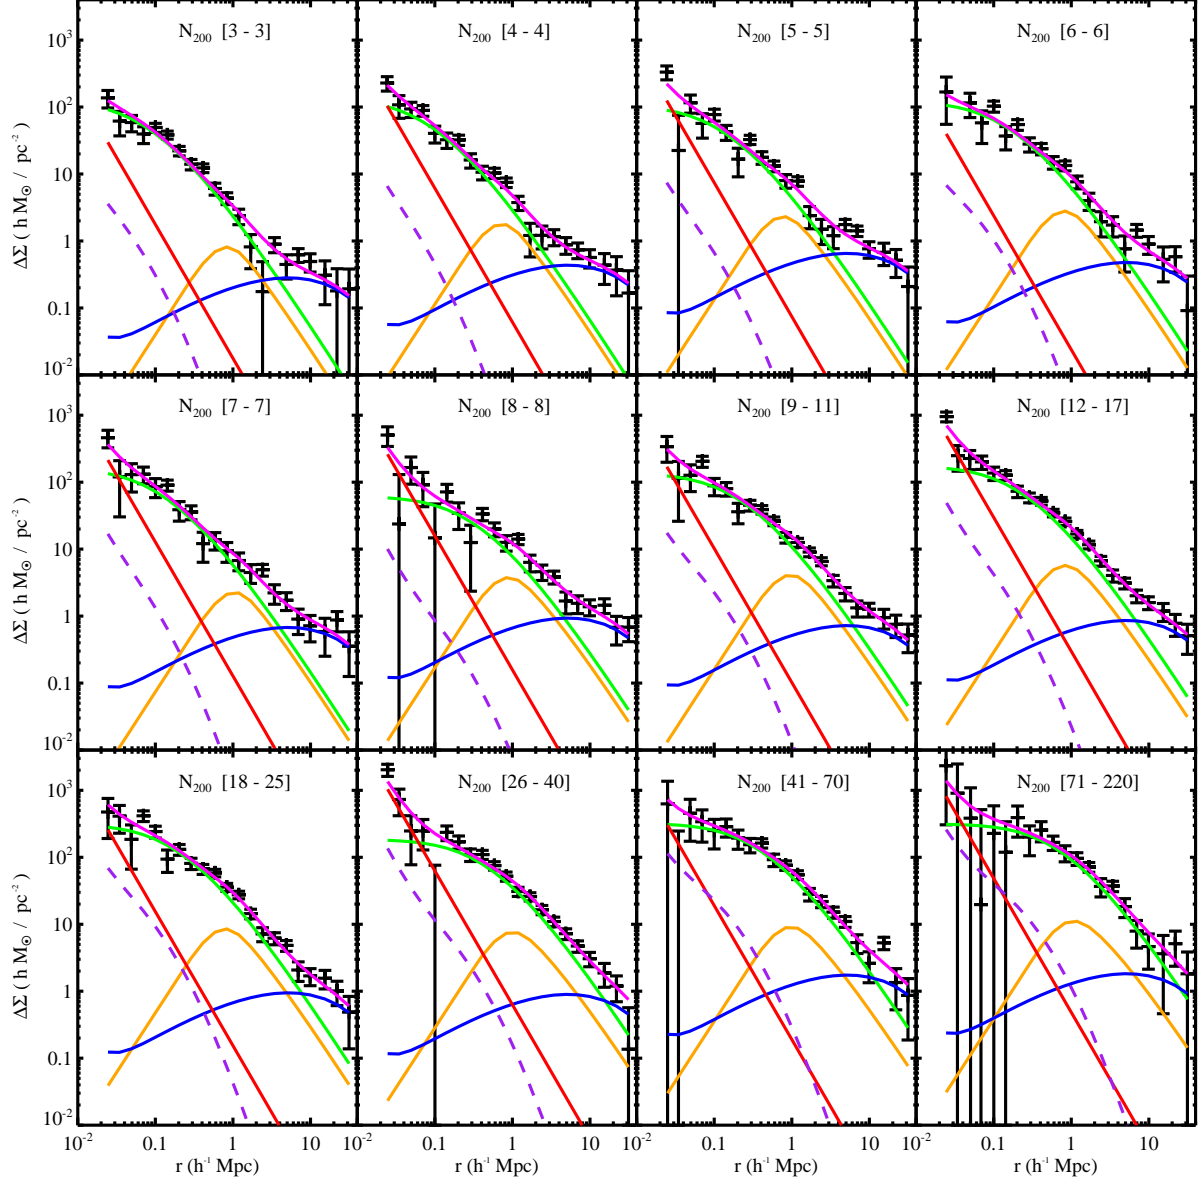 N₂₀₀ [3 - 3]
N₂₀₀ [4 - 4]
N₂₀₀ [5 - 5]
N₂₀₀ [6 - 6]
10³
10²
10
1
0.1
10⁻²
ΔΣ ( h M☉ / pc⁻² )
N₂₀₀ [7 - 7]
N₂₀₀ [8 - 8]
N₂₀₀ [9 - 11]
N₂₀₀ [12 - 17]
10³
10²
10
1
0.1
10⁻²
ΔΣ ( h M☉ / pc⁻² )
N₂₀₀ [18 - 25]
N₂₀₀ [26 - 40]
N₂₀₀ [41 - 70]
N₂₀₀ [71 - 220]
10³
10²
10
1
0.1
10⁻²
ΔΣ ( h M☉ / pc⁻² )
10⁻² 0.1 1 10 10⁻² 0.1 1 10 10⁻² 0.1 1 10 10⁻² 0.1 1 10
r (h⁻¹ Mpc) r (h⁻¹ Mpc) r (h⁻¹ Mpc) r (h⁻¹ Mpc)